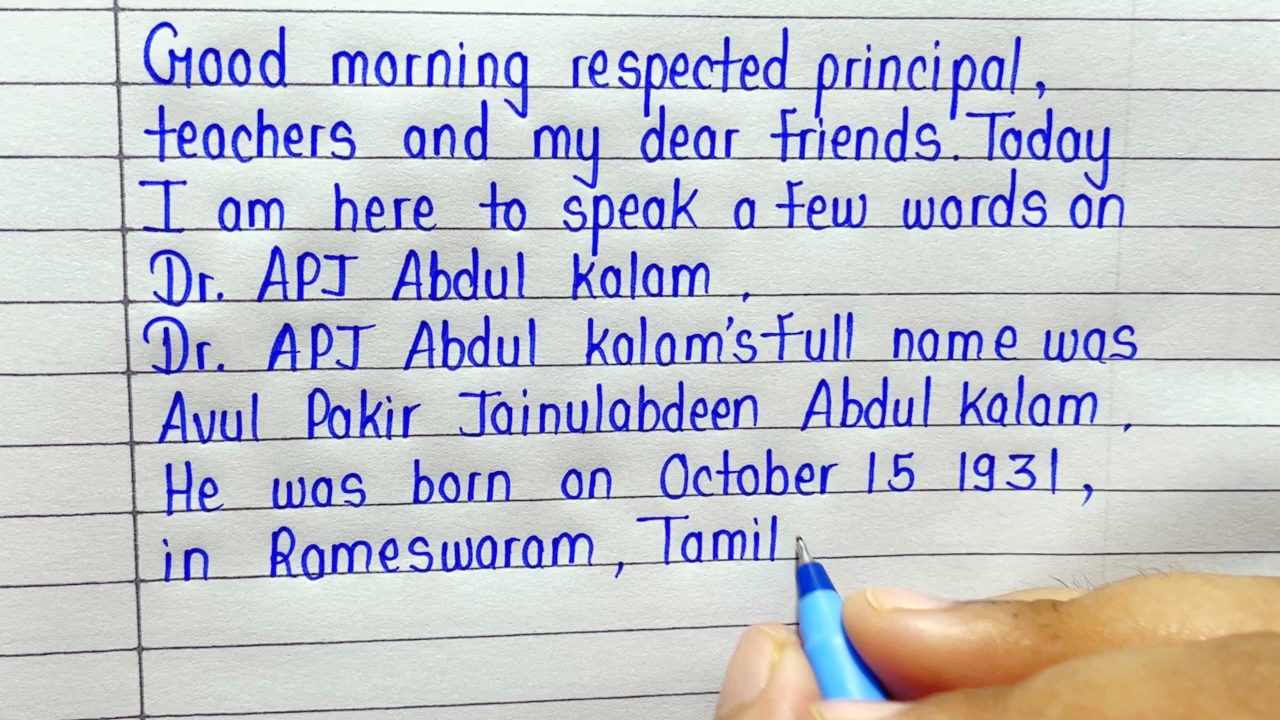 Good morning respected principal,
teachers and my dear friends. Today
I am here to speak a few words on
Dr. APJ Abdul Kalam.
Dr. APJ Abdul Kalam's full name was
Avul Pakir Jainulabdeen Abdul Kalam.
He was born on October 15 1931,
in Rameswaram, Tamil